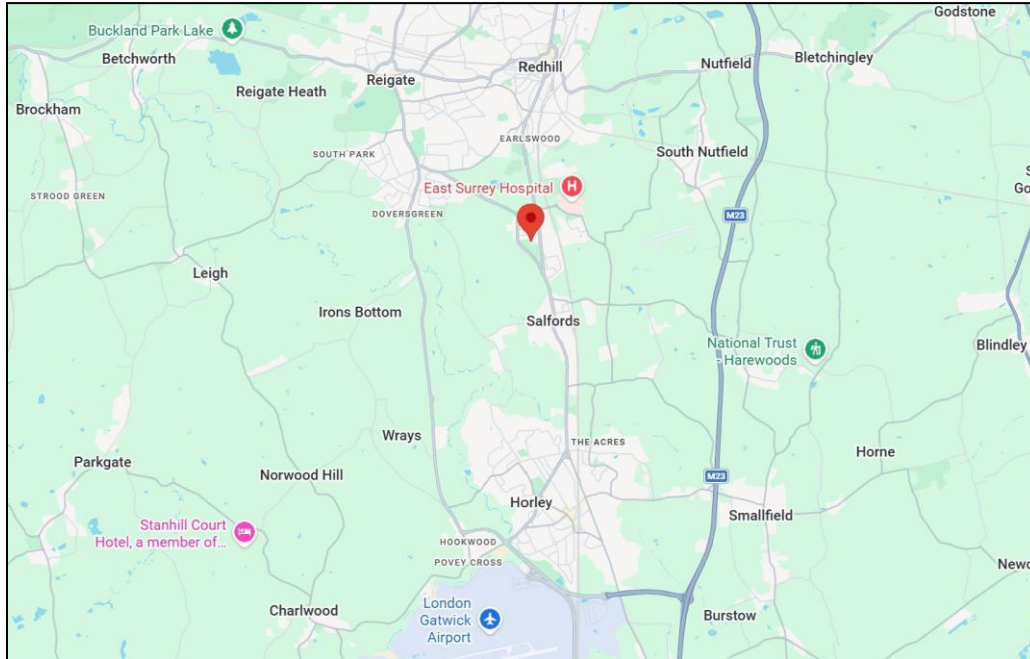 Godstone
Buckland Park Lake
Betchworth
Redhill
Nutfield
Bletchingley
Reigate
Reigate Heath
Brockham
EARLSWOOD
SOUTH PARK
South Nutfield
STROOD GREEN
East Surrey Hospital
H
S
Go
DOVERSGREEN
M23
Leigh
Irons Bottom
Salfords
National Trust
- Harewoods
Blindley
Wrays
THE ACRES
Parkgate
Norwood Hill
Horne
M23
Horley
Smallfield
Stanhill Court
Hotel, a member of...
HOOKWOOD
POVEY CROSS
Newc
Charlwood
London
Gatwick
Airport
Burstow